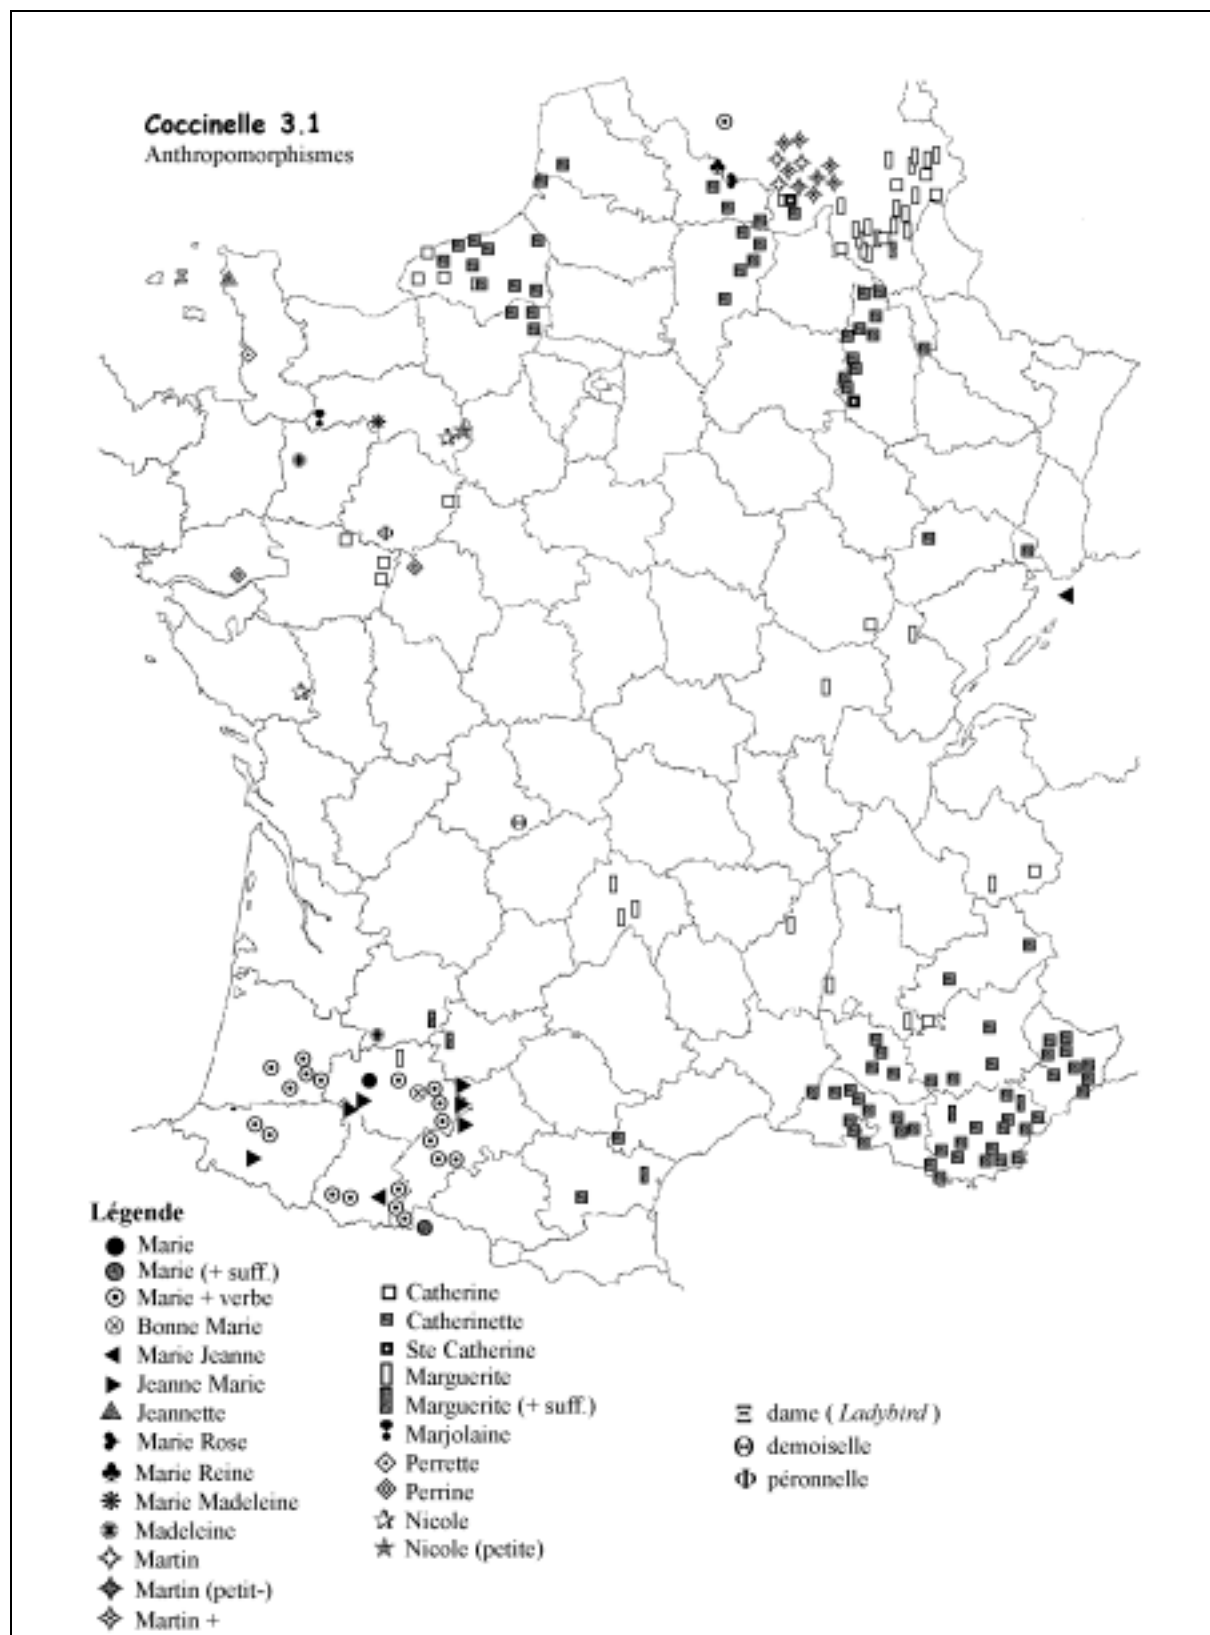 Coccinelle 3.1
Anthropomorphismes
Légende
Marie
Marie (+ suff.)
Marie + verbe
Bonne Marie
Marie Jeanne
Jeanne Marie
Jeannette
Marie Rose
Marie Reine
Marie Madeleine
Madeleine
Martin
Martin (petit-)
Martin +
Catherine
Catherinette
Ste Catherine
Marguerite
Marguerite (+ suff.)
Marjolaine
Perrette
Perrine
Nicole
Nicole (petite)
dame (Ladybird)
demoiselle
péronnelle